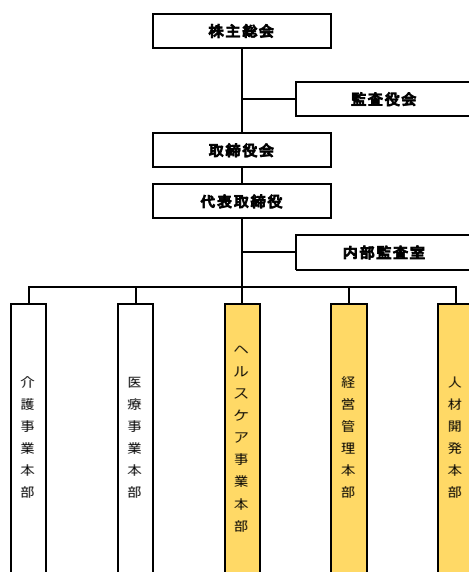 株主総会
監査役会
取締役会
代表取締役
内部監査室
介護事業本部
医療事業本部
ヘルスケア事業本部
経営管理本部
人材開発本部